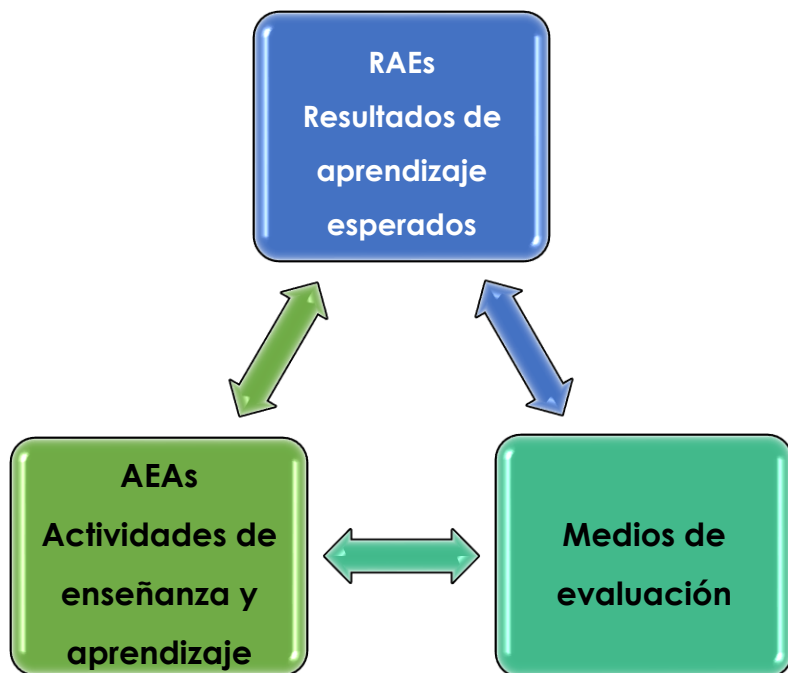 RAEs
Resultados de
aprendizaje
esperados
AEAs
Actividades de
enseñanza y
aprendizaje
Medios de
evaluación